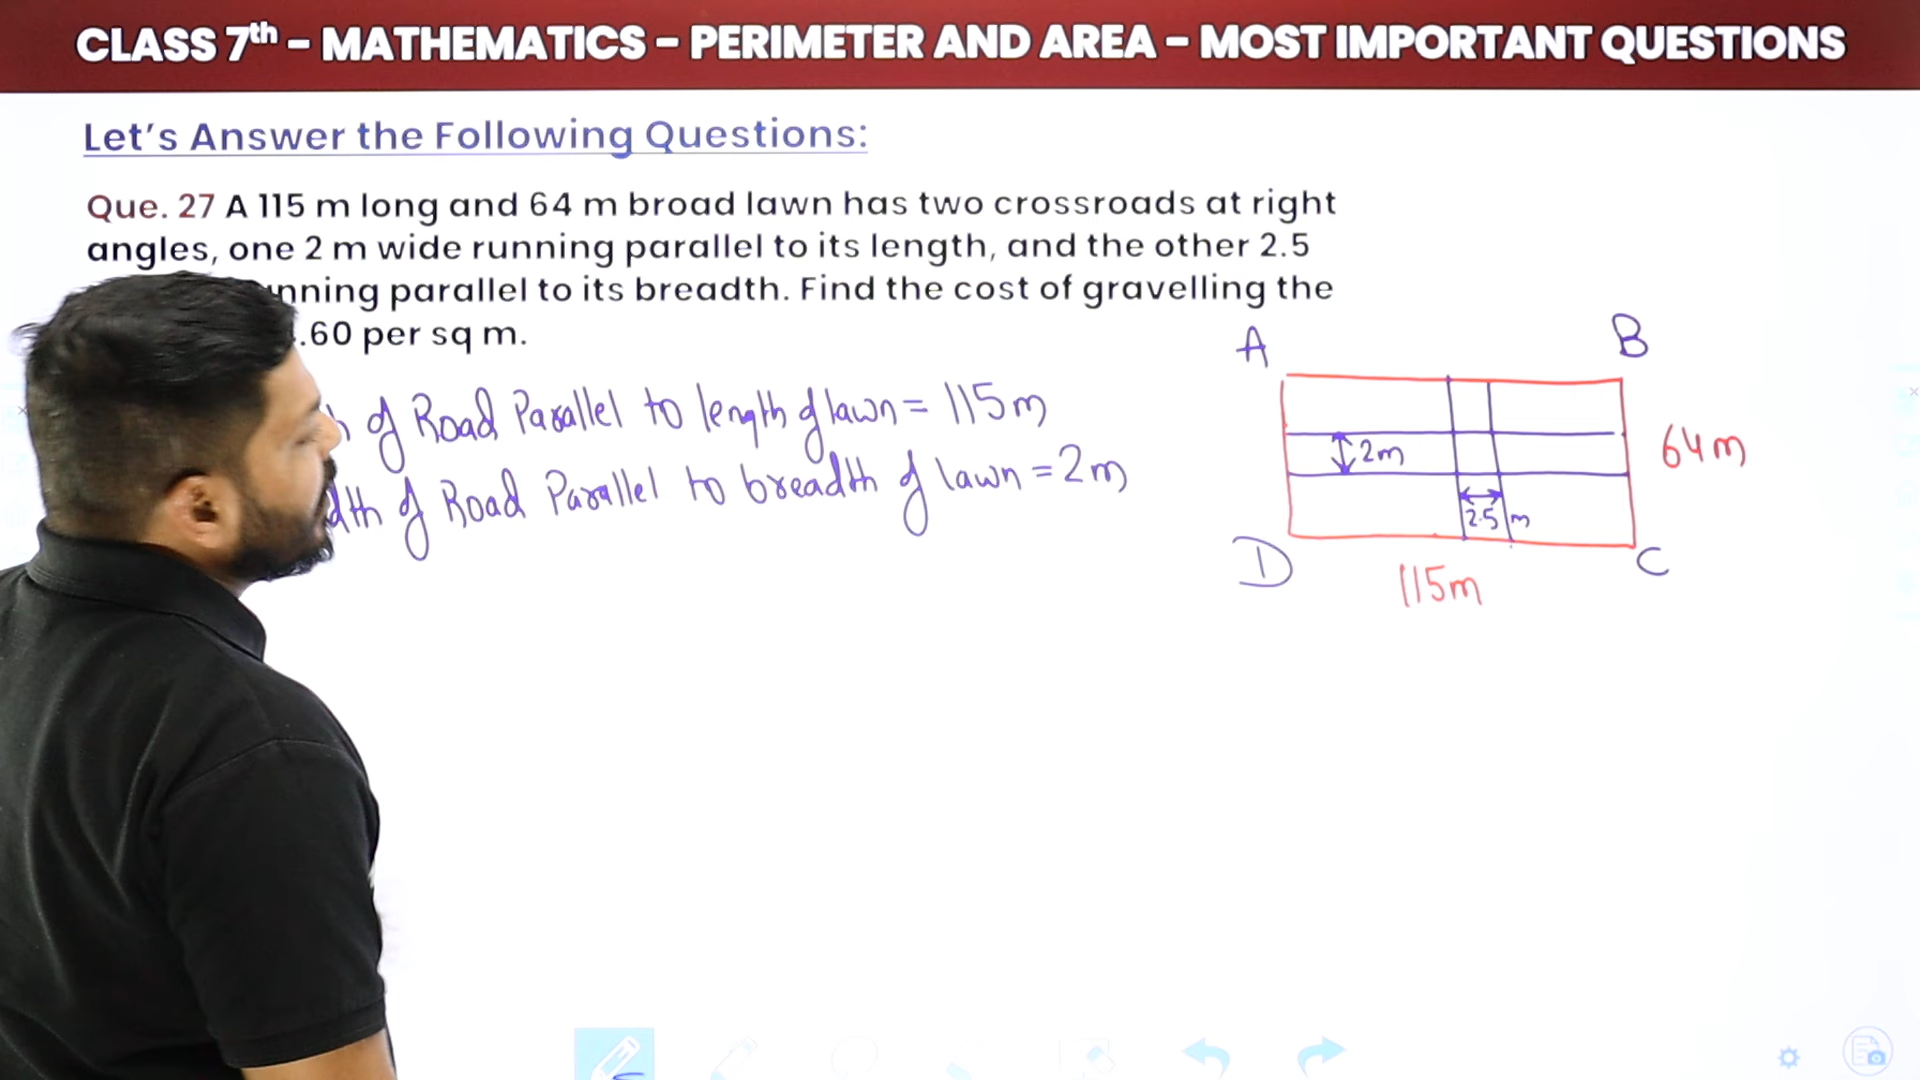 CLASS 7th – MATHEMATICS – PERIMETER AND AREA – MOST IMPORTANT QUESTIONS
Let's Answer the Following Questions:
Que. 27 A 115 m long and 64 m broad lawn has two crossroads at right
angles, one 2 m wide running parallel to its length, and the other 2.5
nning parallel to its breadth. Find the cost of gravelling the
.60 per sq m.
of Road Parallel to length of lawn = 115m
dth of Road Parallel to breadth of lawn = 2m
A
B
2m
64m
2.5 m
D
C
115m